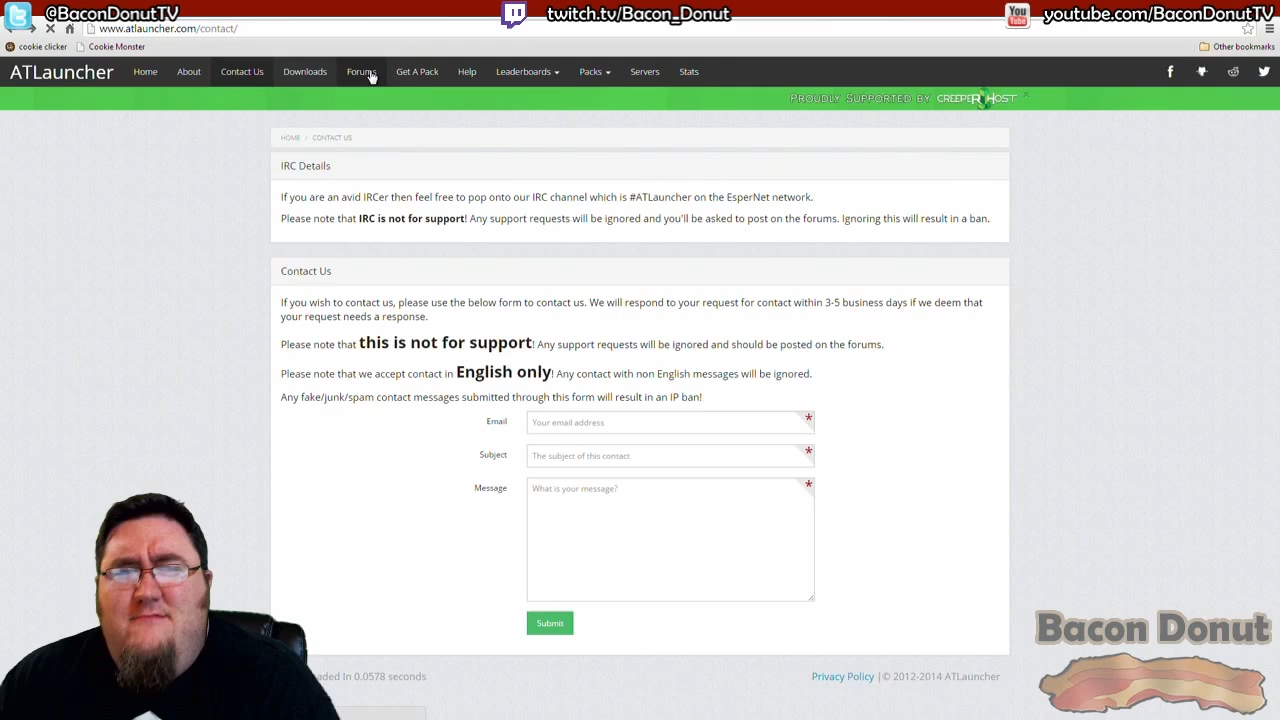 @BaconDonutTV
twitch.tv/Bacon_Donut
You Tube
youtube.com/BaconDonutTV
www.atlauncher.com/contact/
cookie clicker
Cookie Monster
Other bookmarks
ATLauncher
Home
About
Contact Us
Downloads
Forums
Get A Pack
Help
Leaderboards
Packs
Servers
Stats
PROUDLY SUPPORTED BY CREEPERHOST
HOME / CONTACT US
IRC Details
If you are an avid IRCer then feel free to pop onto our IRC channel which is #ATLauncher on the EsperNet network.
Please note that IRC is not for support! Any support requests will be ignored and you'll be asked to post on the forums. Ignoring this will result in a ban.
Contact Us
If you wish to contact us, please use the below form to contact us. We will respond to your request for contact within 3-5 business days if we deem that
your request needs a response.
Please note that this is not for support! Any support requests will be ignored and should be posted on the forums.
Please note that we accept contact in English only! Any contact with non English messages will be ignored.
Any fake/junk/spam contact messages submitted through this form will result in an IP ban!
Email
Your email address
*
Subject
The subject of this contact
*
Message
What is your message?
*
Submit
Bacon Donut
In 0.0578 seconds
Privacy Policy | © 2012-2014 ATLauncher